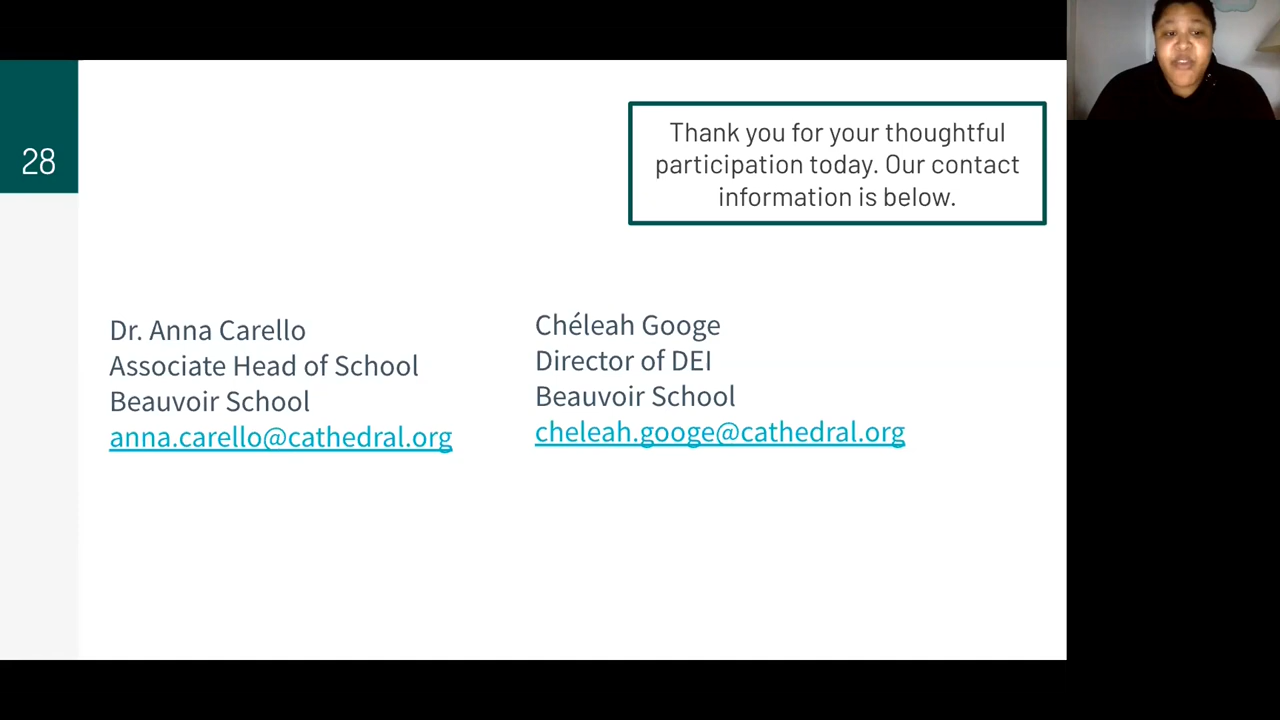 28
Thank you for your thoughtful
participation today. Our contact
information is below.
Dr. Anna Carello
Associate Head of School
Beauvoir School
anna.carello@cathedral.org
Chéleah Googe
Director of DEI
Beauvoir School
cheleah.googe@cathedral.org